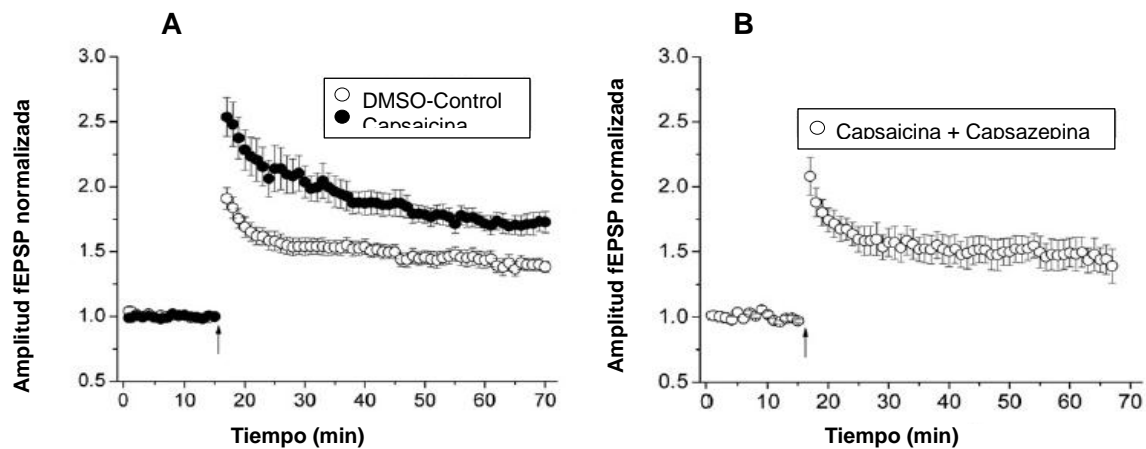 A
Amplitud fEPSP normalizada
3.0
2.5
2.0
1.5
1.0
0.5
DMSO-Control
Capsaicina
0 10 20 30 40 50 60 70
Tiempo (min)
B
Amplitud fEPSP normalizada
3.0
2.5
2.0
1.5
1.0
0.5
Capsaicina + Capsazepina
0 10 20 30 40 50 60 70
Tiempo (min)